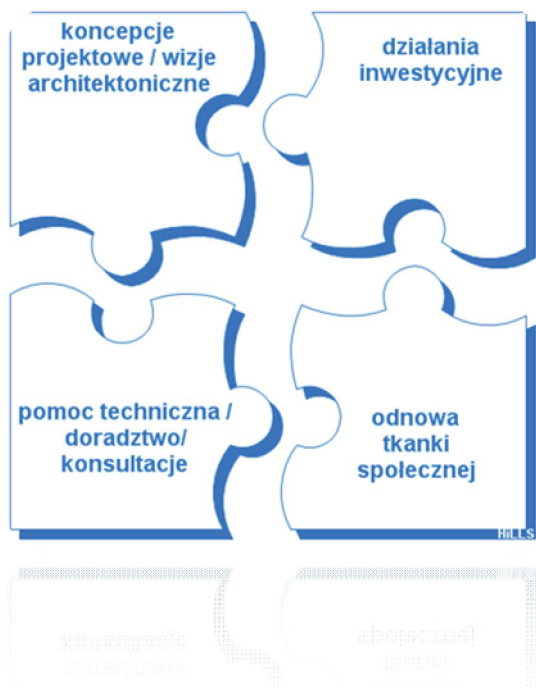 koncepcje
projektowe / wizje
architektoniczne
działania
inwestycyjne
pomoc techniczna /
doradztwo/
konsultacje
odnowa
tkanki
społecznej
HiLLS